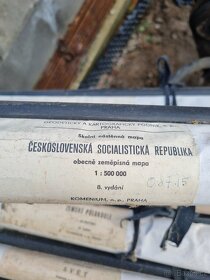 GEODETICKÝ A KARTOGRAFICKÝ PODNIK, n. p.,
PRAHA
Školní nástěnná mapa
ČESKOSLOVENSKÁ SOCIALISTICKÁ REPUBLIKA
obecně zeměpisná mapa
1 : 500 000
8. vydání
KOMENIUM, n. p., PRAHA
ZEMSKÉ POLOKOULE